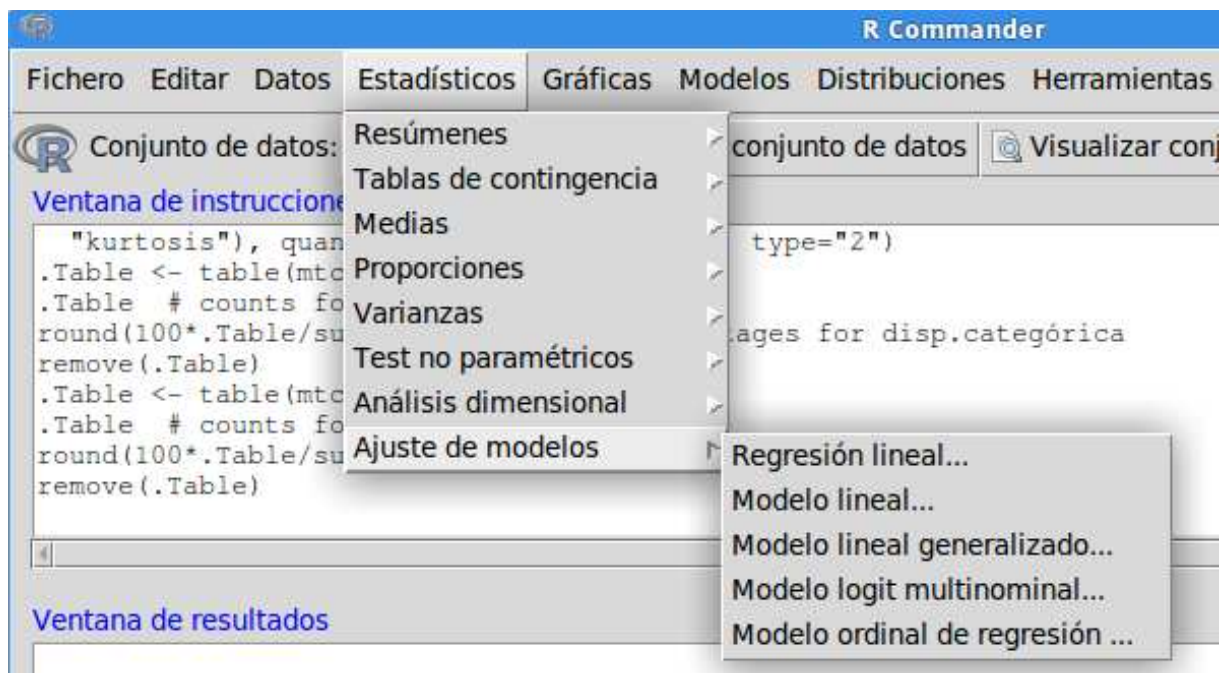 R Commander
Fichero Editar Datos Estadísticos Gráficas Modelos Distribuciones Herramientas
Conjunto de datos: conjunto de datos Visualizar conj
Resúmenes
Tablas de contingencia
Medias
Proporciones
Varianzas
Test no paramétricos
Análisis dimensional
Ajuste de modelos
Regresión lineal...
Modelo lineal...
Modelo lineal generalizado...
Modelo logit multinominal...
Modelo ordinal de regresión ...
Ventana de instruccione
"kurtosis"), quan type="2")
.Table <- table(mtc
.Table # counts fo
round(100*.Table/su ages for disp.categórica
remove(.Table)
.Table <- table(mtc
.Table # counts fo
round(100*.Table/su
remove(.Table)
Ventana de resultados